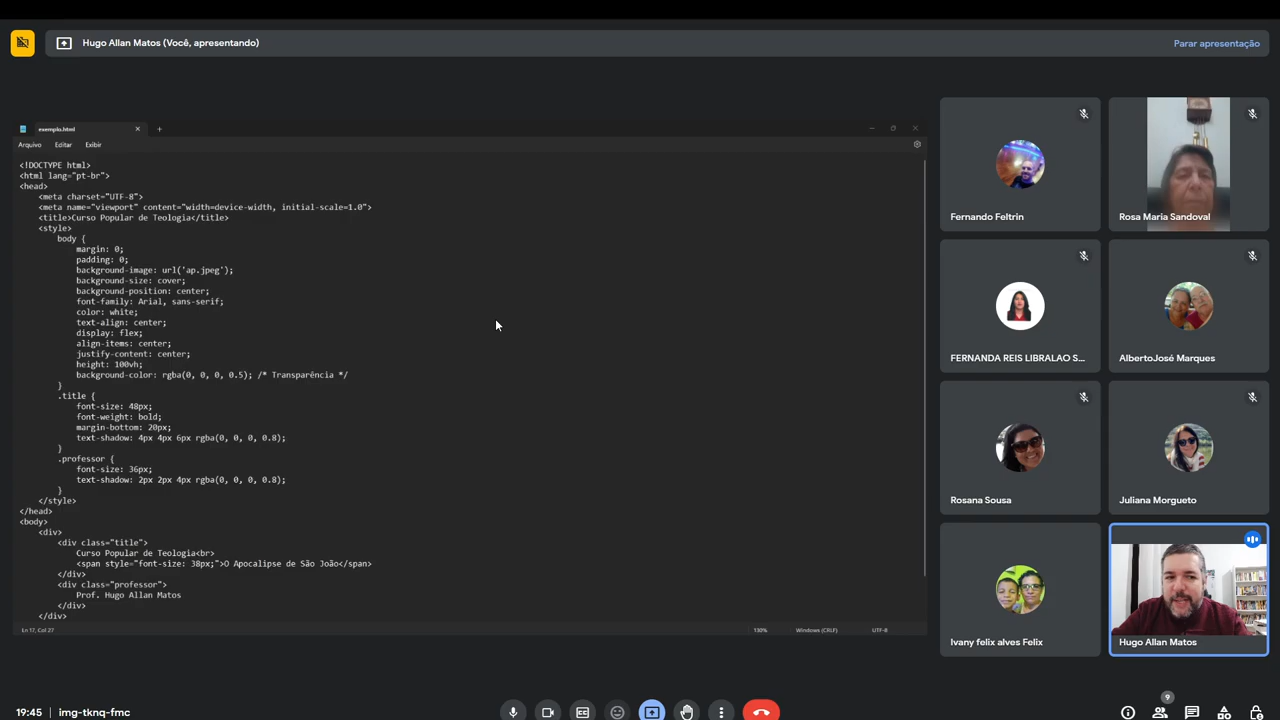 Hugo Allan Matos (Você, apresentando)
Parar apresentação
exemplo.html
Arquivo Editar Exibir
<!DOCTYPE html>
<html lang="pt-br">
<head>
<meta charset="UTF-8">
<meta name="viewport" content="width=device-width, initial-scale=1.0">
<title>Curso Popular de Teologia</title>
<style>
body {
margin: 0;
padding: 0;
background-image: url('ap.jpeg');
background-size: cover;
background-position: center;
font-family: Arial, sans-serif;
color: white;
text-align: center;
display: flex;
align-items: center;
justify-content: center;
height: 100vh;
background-color: rgba(0, 0, 0, 0.5); /* Transparência */
}
.title {
font-size: 48px;
font-weight: bold;
margin-bottom: 20px;
text-shadow: 4px 4px 6px rgba(0, 0, 0, 0.8);
}
.professor {
font-size: 36px;
text-shadow: 2px 2px 4px rgba(0, 0, 0, 0.8);
}
</style>
</head>
<body>
<div>
<div class="title">
Curso Popular de Teologia<br>
<span style="font-size: 38px;">O Apocalipse de São João</span>
</div>
<div class="professor">
Prof. Hugo Allan Matos
</div>
</div>
Ln 17, Col 27
130%
Windows (CRLF)
UTF-8
Fernando Feltrin
Rosa Maria Sandoval
FERNANDA REIS LIBRALAO S...
AlbertoJosé Marques
Rosana Sousa
Juliana Morgueto
Ivany felix alves Felix
Hugo Allan Matos
19:45
img-tknq-fmc
9